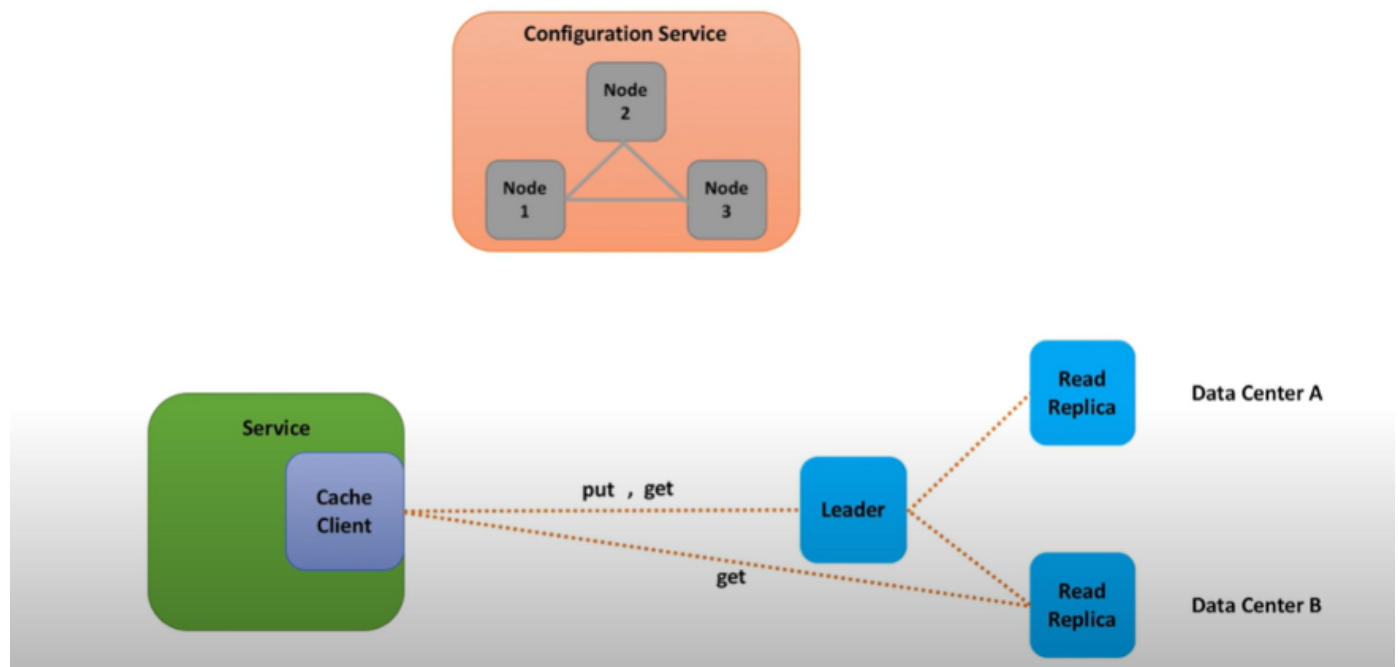 Configuration Service
Node
2
Node
1
Node
3
Read
Replica
Data Center A
Service
Cache
Client
put , get
Leader
get
Read
Replica
Data Center B